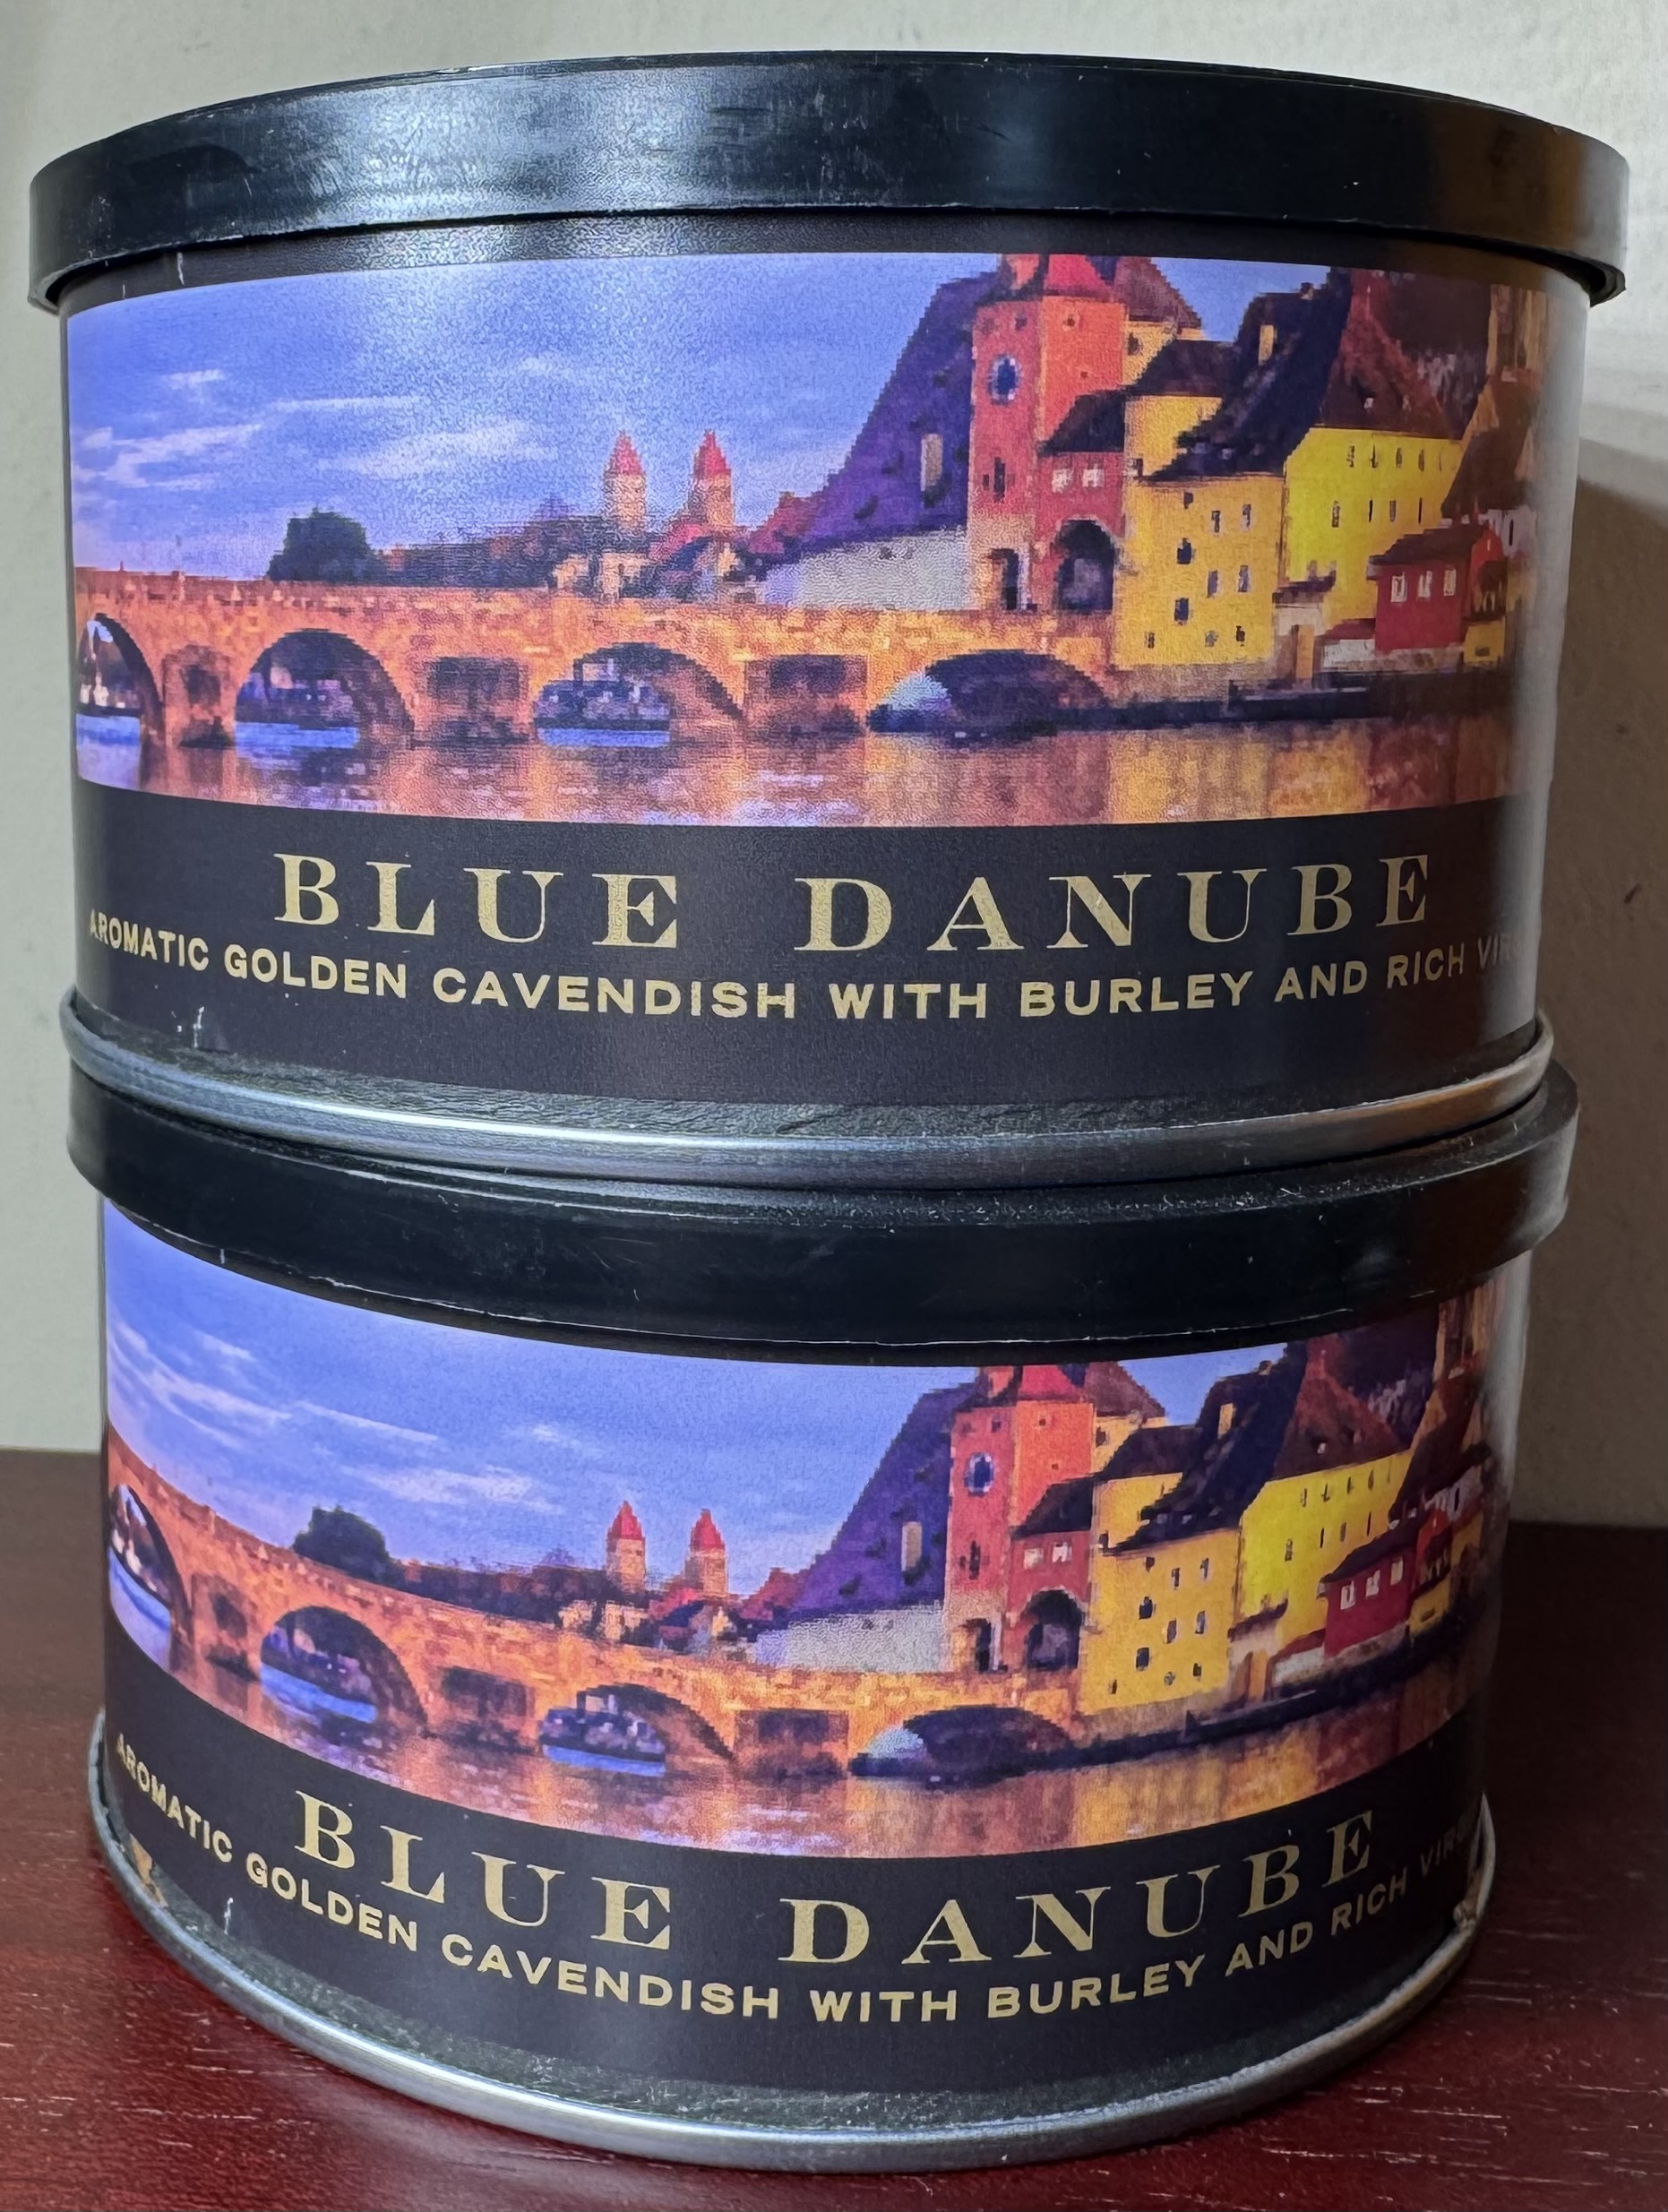 BLUE DANUBE
AROMATIC GOLDEN CAVENDISH WITH BURLEY AND RICH
BLUE DANUBE
AROMATIC GOLDEN CAVENDISH WITH BURLEY AND RICH